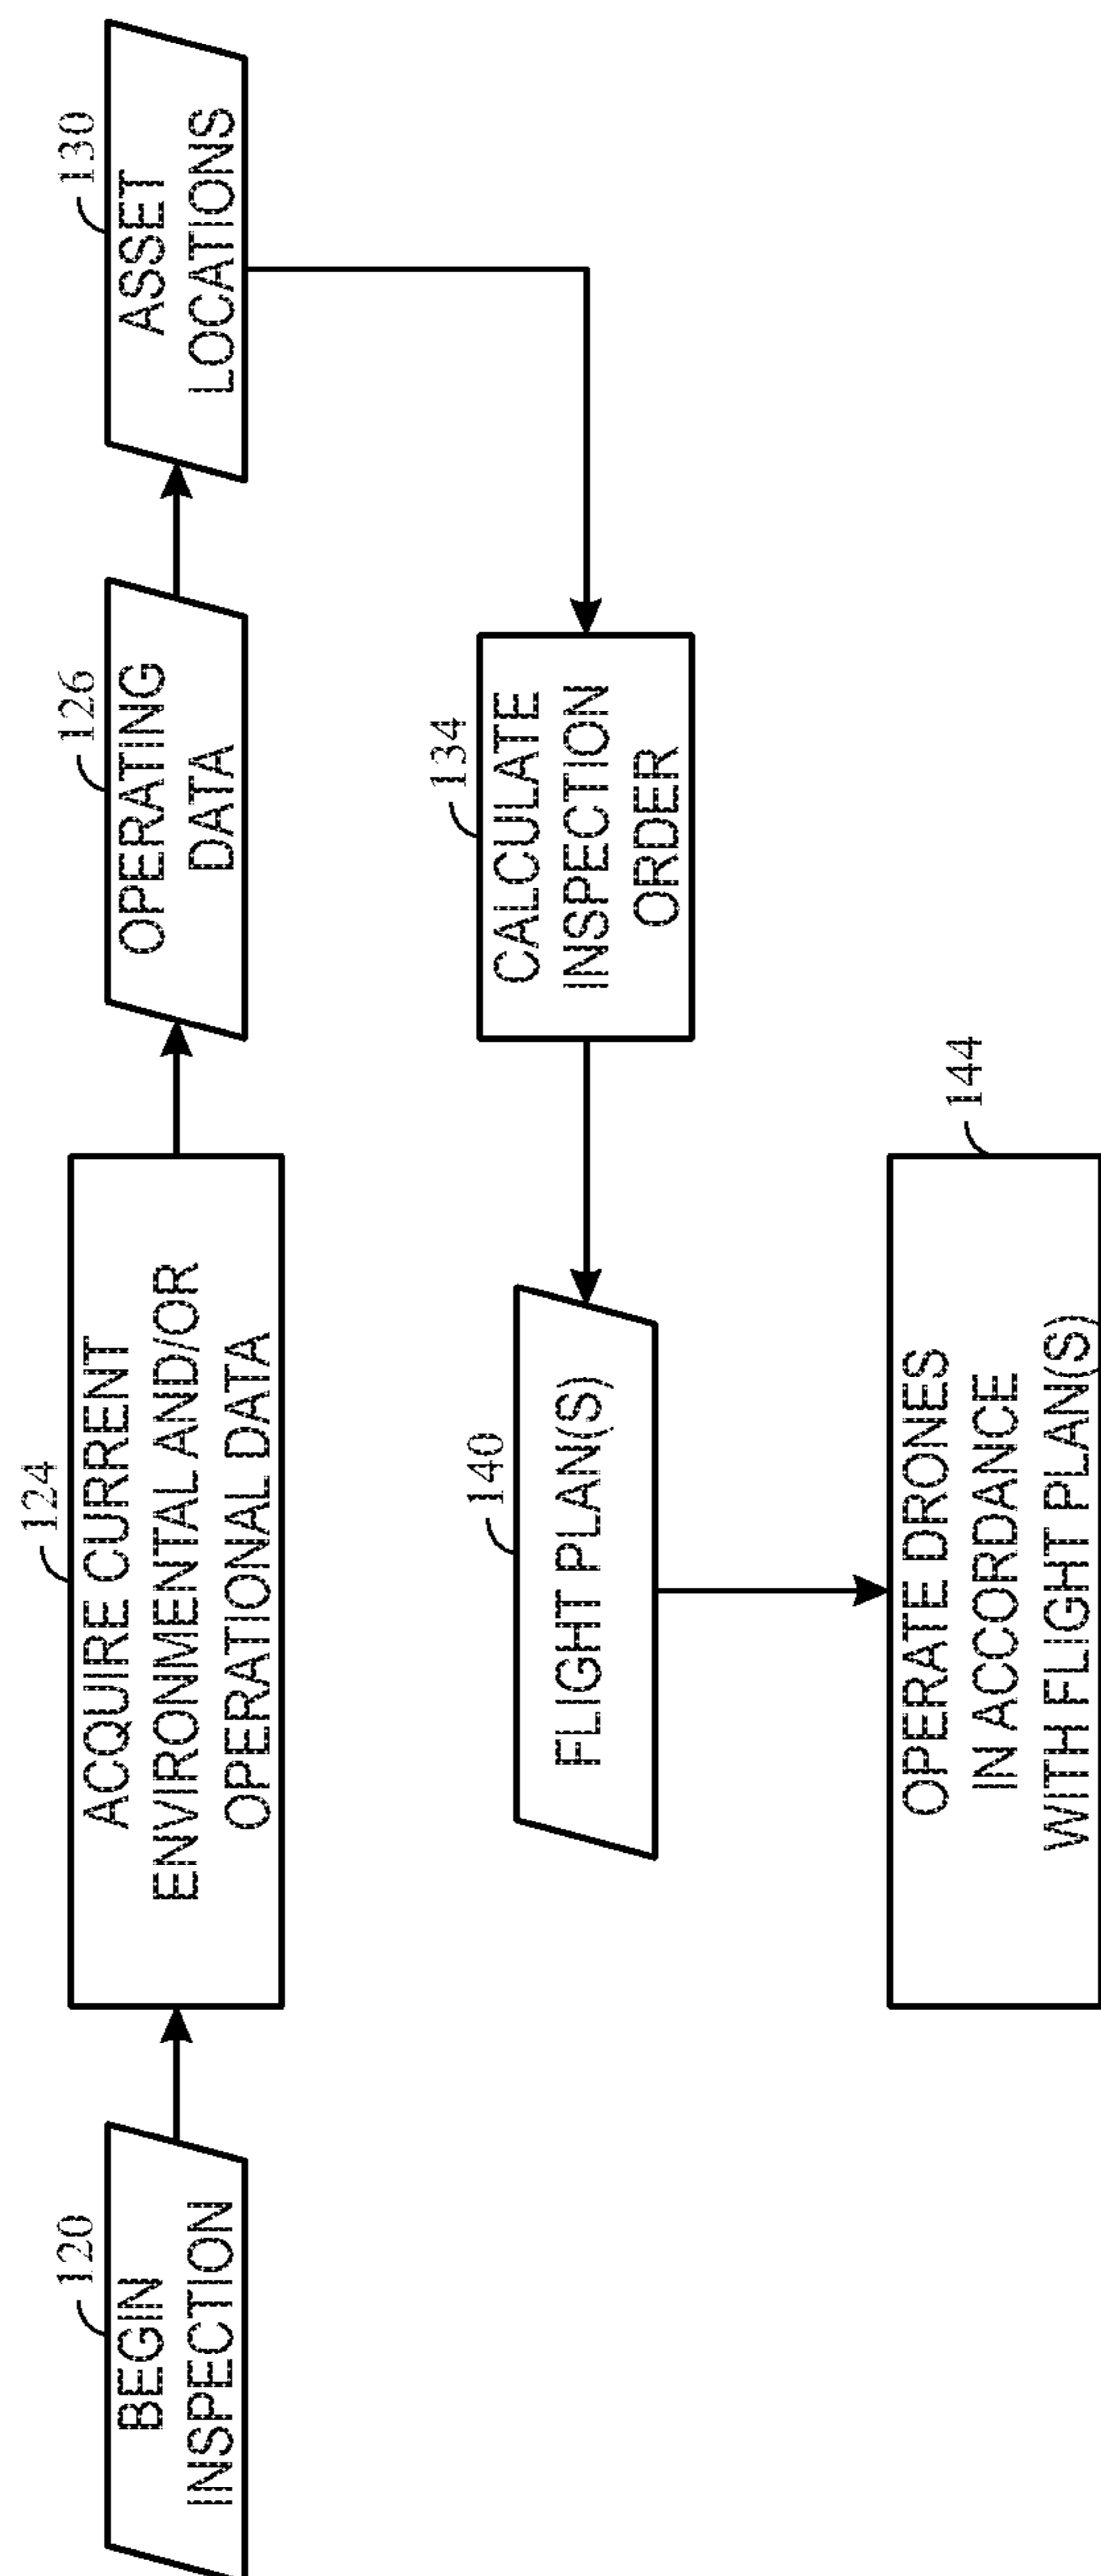 120
BEGIN
INSPECTION
124
ACQUIRE CURRENT
ENVIRONMENTAL AND/OR
OPERATIONAL DATA
126
OPERATING
DATA
130
ASSET
LOCATIONS
134
CALCULATE
INSPECTION
ORDER
140
FLIGHT PLAN(S)
144
OPERATE DRONES
IN ACCORDANCE
WITH FLIGHT PLAN(S)